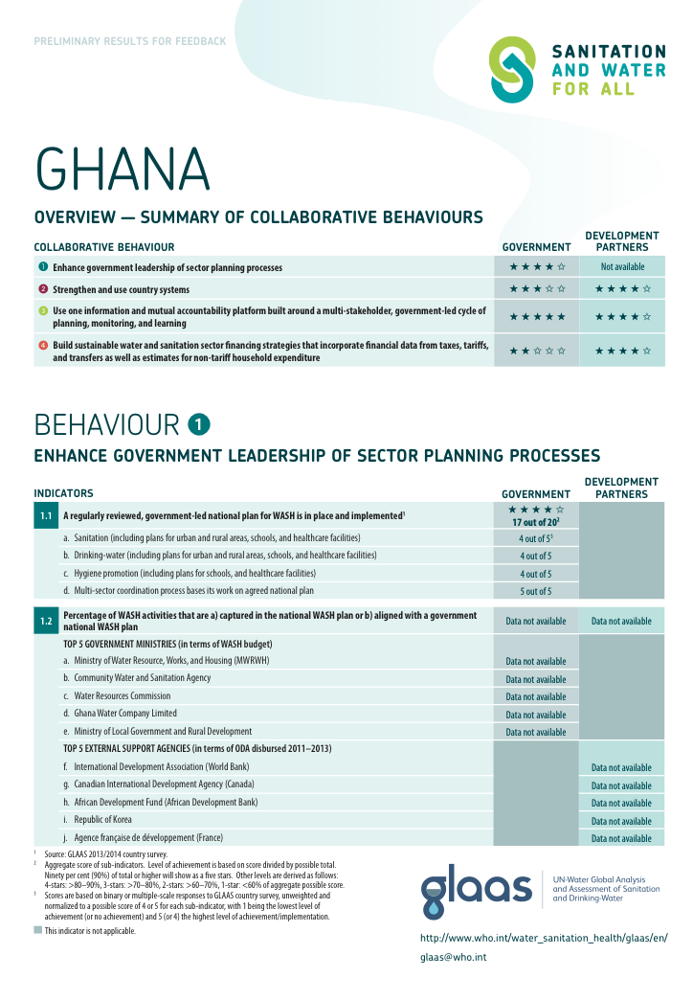 PRELIMINARY RESULTS FOR FEEDBACK
SANITATION
AND WATER
FOR ALL
GHANA
OVERVIEW — SUMMARY OF COLLABORATIVE BEHAVIOURS
COLLABORATIVE BEHAVIOUR GOVERNMENT DEVELOPMENT PARTNERS
1 Enhance government leadership of sector planning processes ★★★★☆ Not available
2 Strengthen and use country systems ★★★☆☆ ★★★★☆
3 Use one information and mutual accountability platform built around a multi-stakeholder, government-led cycle of
planning, monitoring, and learning ★★★★★ ★★★★☆
4 Build sustainable water and sanitation sector financing strategies that incorporate financial data from taxes, tariffs,
and transfers as well as estimates for non-tariff household expenditure ★★☆☆☆ ★★★★☆
BEHAVIOUR 1
ENHANCE GOVERNMENT LEADERSHIP OF SECTOR PLANNING PROCESSES
INDICATORS GOVERNMENT DEVELOPMENT PARTNERS
1.1 A regularly reviewed, government-led national plan for WASH is in place and implemented¹ ★★★★☆
17 out of 20²
a. Sanitation (including plans for urban and rural areas, schools, and healthcare facilities) 4 out of 5³
b. Drinking-water (including plans for urban and rural areas, schools, and healthcare facilities) 4 out of 5
c. Hygiene promotion (including plans for schools, and healthcare facilities) 4 out of 5
d. Multi-sector coordination process bases its work on agreed national plan 5 out of 5
1.2 Percentage of WASH activities that are a) captured in the national WASH plan or b) aligned with a government
national WASH plan Data not available Data not available
TOP 5 GOVERNMENT MINISTRIES (in terms of WASH budget)
a. Ministry of Water Resource, Works, and Housing (MWRWH) Data not available
b. Community Water and Sanitation Agency Data not available
c. Water Resources Commission Data not available
d. Ghana Water Company Limited Data not available
e. Ministry of Local Government and Rural Development Data not available
TOP 5 EXTERNAL SUPPORT AGENCIES (in terms of ODA disbursed 2011–2013)
f. International Development Association (World Bank) Data not available
g. Canadian International Development Agency (Canada) Data not available
h. African Development Fund (African Development Bank) Data not available
i. Republic of Korea Data not available
j. Agence française de développement (France) Data not available
¹ Source: GLAAS 2013/2014 country survey.
² Aggregate score of sub-indicators. Level of achievement is based on score divided by possible total.
Ninety per cent (90%) of total or higher will show as a five stars. Other levels are derived as follows:
4-stars: >80–90%, 3-stars: >70–80%, 2-stars: >60–70%, 1-star: <60% of aggregate possible score.
³ Scores are based on binary or multiple-scale responses to GLAAS country survey, unweighted and
normalized to a possible score of 4 or 5 for each sub-indicator, with 1 being the lowest level of
achievement (or no achievement) and 5 (or 4) the highest level of achievement/implementation.
This indicator is not applicable.
glaas
UN-Water Global Analysis
and Assessment of Sanitation
and Drinking-Water
http://www.who.int/water_sanitation_health/glaas/en/
glaas@who.int